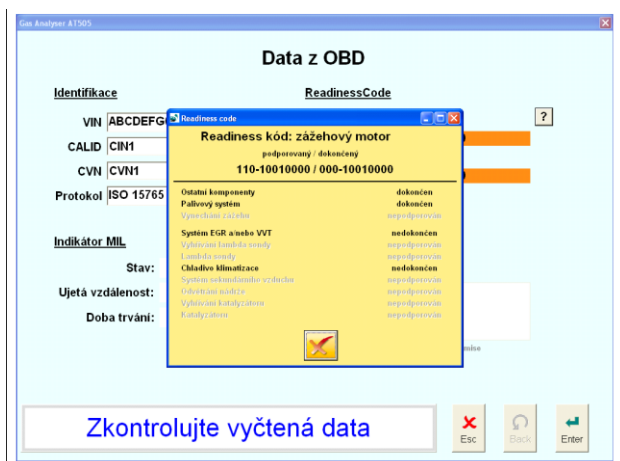 Gas Analyser AT505
Data z OBD
Identifikace
ReadinessCode
VIN ABCDEFG
?
CALID CIN1
CVN CVN1
Protokol ISO 15765
Indikátor MIL
Stav:
Ujetá vzdálenost:
Doba trvání:
Readiness code
Readiness kód: zážehový motor
podporovaný / dokončený
110-10010000 / 000-10010000
Ostatní komponenty dokončen
Palivový systém dokončen
Vynechání zážehu nepodporován
Systém EGR a/nebo VVT nedokončen
Vyhřívání lambda sondy nepodporován
Lambda sondy nepodporován
Chladivo klimatizace nedokončen
Systém sekundárního vzduchu nepodporován
Odvětrání nádrže nepodporován
Vyhřívání katalyzátoru nepodporován
Katalyzátoru nepodporován
Zkontrolujte vyčtená data
Esc
Back
Enter